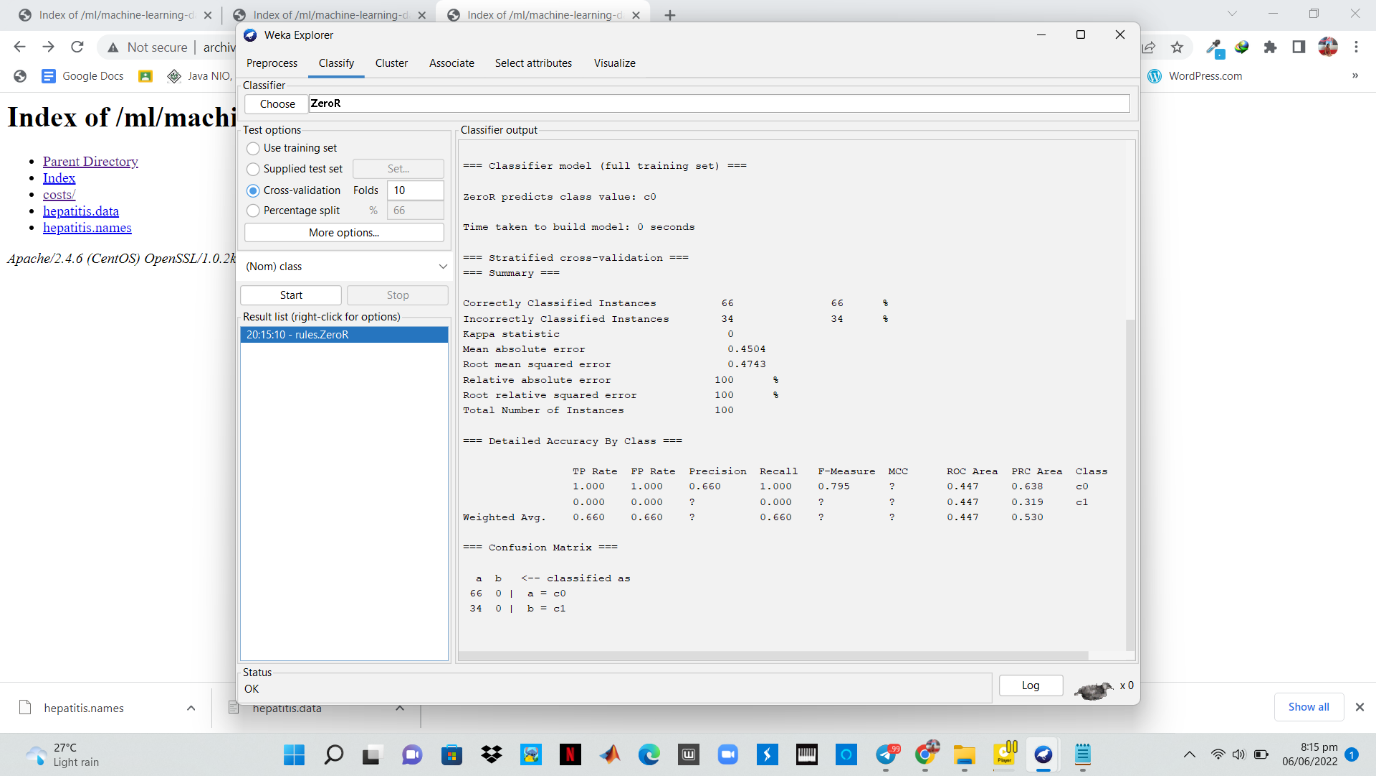 Index of /ml/machine-learning-d
Index of /ml/machine-learning-d
Index of /ml/machine-learning-d
Not secure | archiv
Google Docs
Java NIO,
WordPress.com
»
Index of /ml/machi
Parent Directory
Index
costs/
hepatitis.data
hepatitis.names
Apache/2.4.6 (CentOS) OpenSSL/1.0.2k
Weka Explorer
Preprocess Classify Cluster Associate Select attributes Visualize
Classifier
Choose ZeroR
Test options
Use training set
Supplied test set Set...
Cross-validation Folds 10
Percentage split % 66
More options...
(Nom) class
Start Stop
Result list (right-click for options)
20:15:10 - rules.ZeroR
Classifier output
=== Classifier model (full training set) ===
ZeroR predicts class value: c0
Time taken to build model: 0 seconds
=== Stratified cross-validation ===
=== Summary ===
Correctly Classified Instances 66 66 %
Incorrectly Classified Instances 34 34 %
Kappa statistic 0
Mean absolute error 0.4504
Root mean squared error 0.4743
Relative absolute error 100 %
Root relative squared error 100 %
Total Number of Instances 100
=== Detailed Accuracy By Class ===
TP Rate FP Rate Precision Recall F-Measure MCC ROC Area PRC Area Class
1.000 1.000 0.660 1.000 0.795 ? 0.447 0.638 c0
0.000 0.000 ? 0.000 ? ? 0.447 0.319 c1
Weighted Avg. 0.660 0.660 ? 0.660 ? ? 0.447 0.530
=== Confusion Matrix ===
a b <-- classified as
66 0 | a = c0
34 0 | b = c1
Status
OK
Log
x 0
hepatitis.names
hepatitis.data
Show all
27°C
Light rain
99
Player
8:15 pm
06/06/2022
1